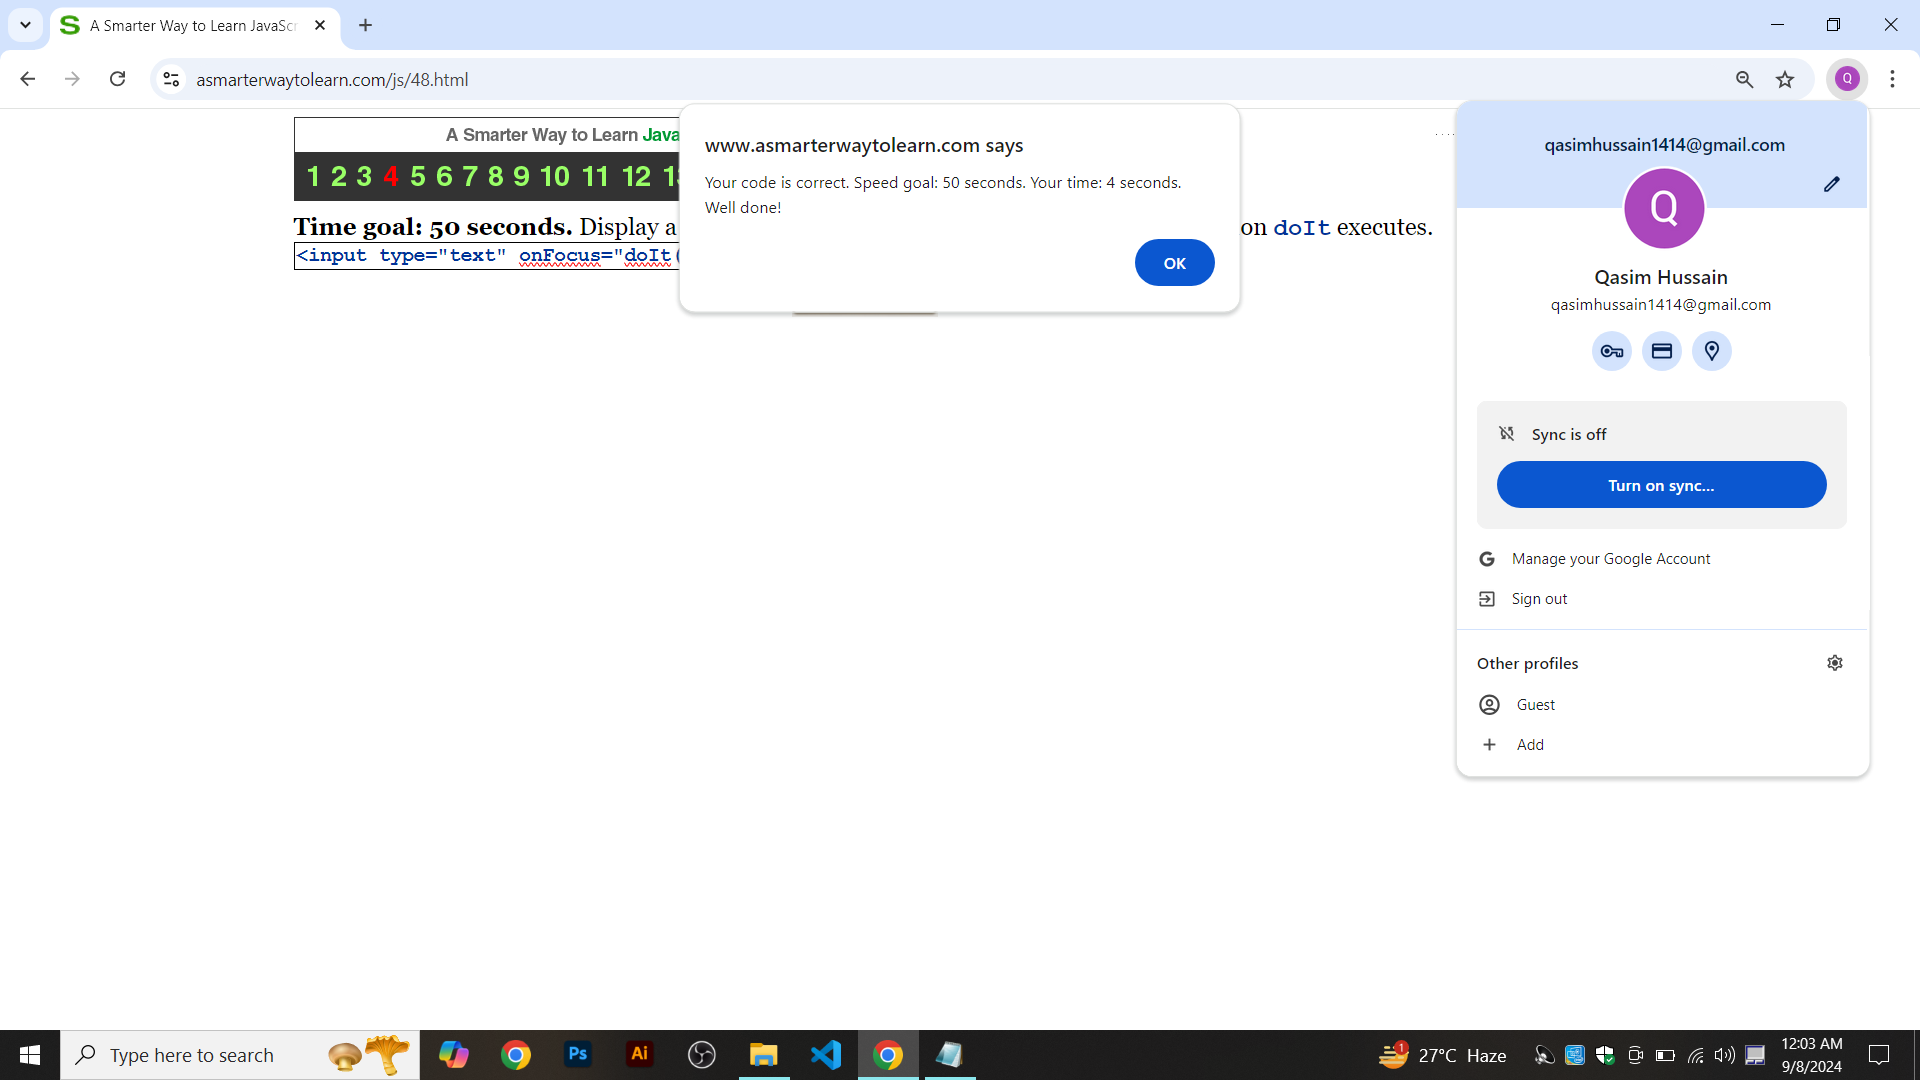 A Smarter Way to Learn JavaScr
asmarterwaytolearn.com/js/48.html
Q
A Smarter Way to Learn Java
1 2 3 4 5 6 7 8 9 10 11 12
Time goal: 50 seconds. Display a
on doIt executes.
<input type="text" onFocus="doIt(
www.asmarterwaytolearn.com says
Your code is correct. Speed goal: 50 seconds. Your time: 4 seconds.
Well done!
OK
qasimhussain1414@gmail.com
Q
Qasim Hussain
qasimhussain1414@gmail.com
Sync is off
Turn on sync...
Manage your Google Account
Sign out
Other profiles
Guest
Add
Type here to search
Ps
Ai
1
27°C Haze
12:03 AM
9/8/2024